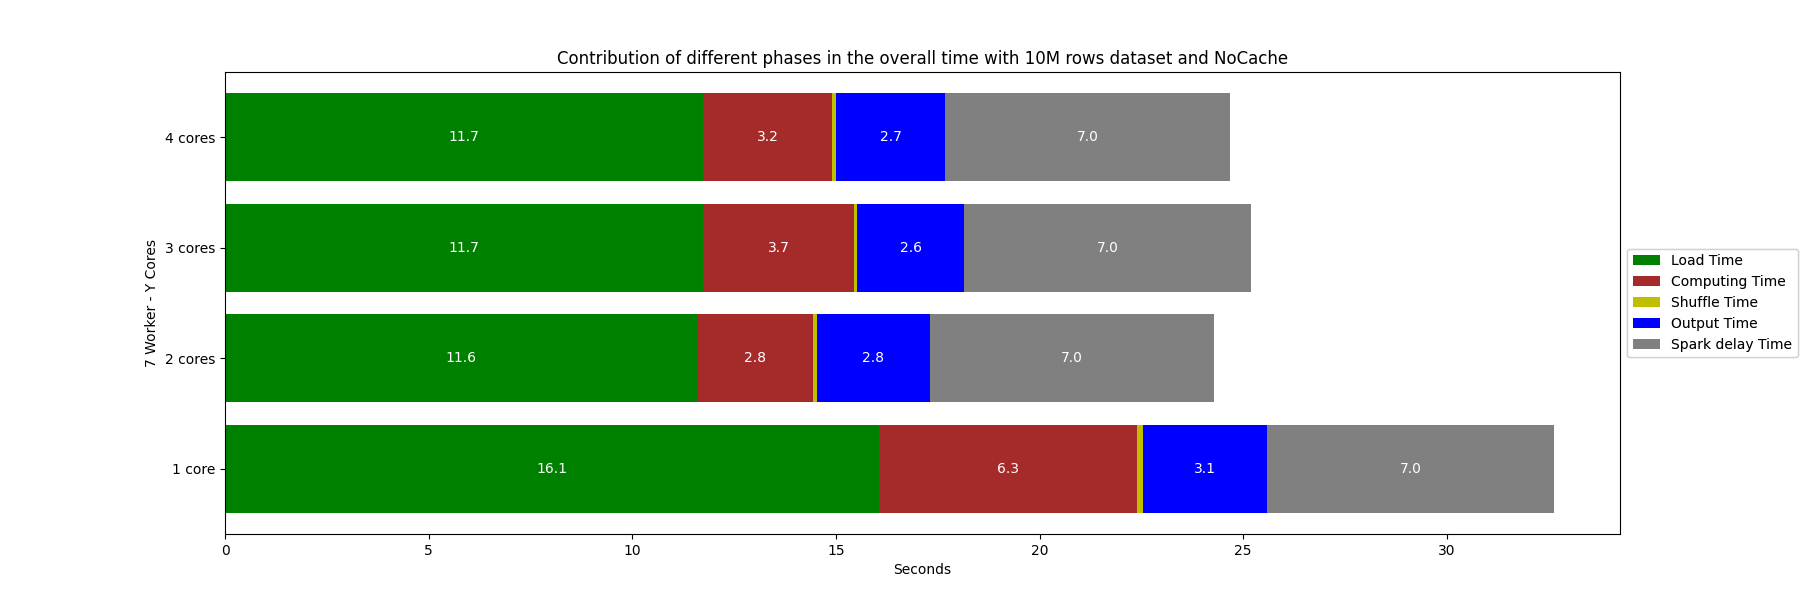 Contribution of different phases in the overall time with 10M rows dataset and NoCache
7 Worker - Y Cores
4 cores
11.7
3.2
2.7
7.0
3 cores
11.7
3.7
2.6
7.0
2 cores
11.6
2.8
2.8
7.0
1 core
16.1
6.3
3.1
7.0
0
5
10
15
20
25
30
Seconds
Load Time
Computing Time
Shuffle Time
Output Time
Spark delay Time